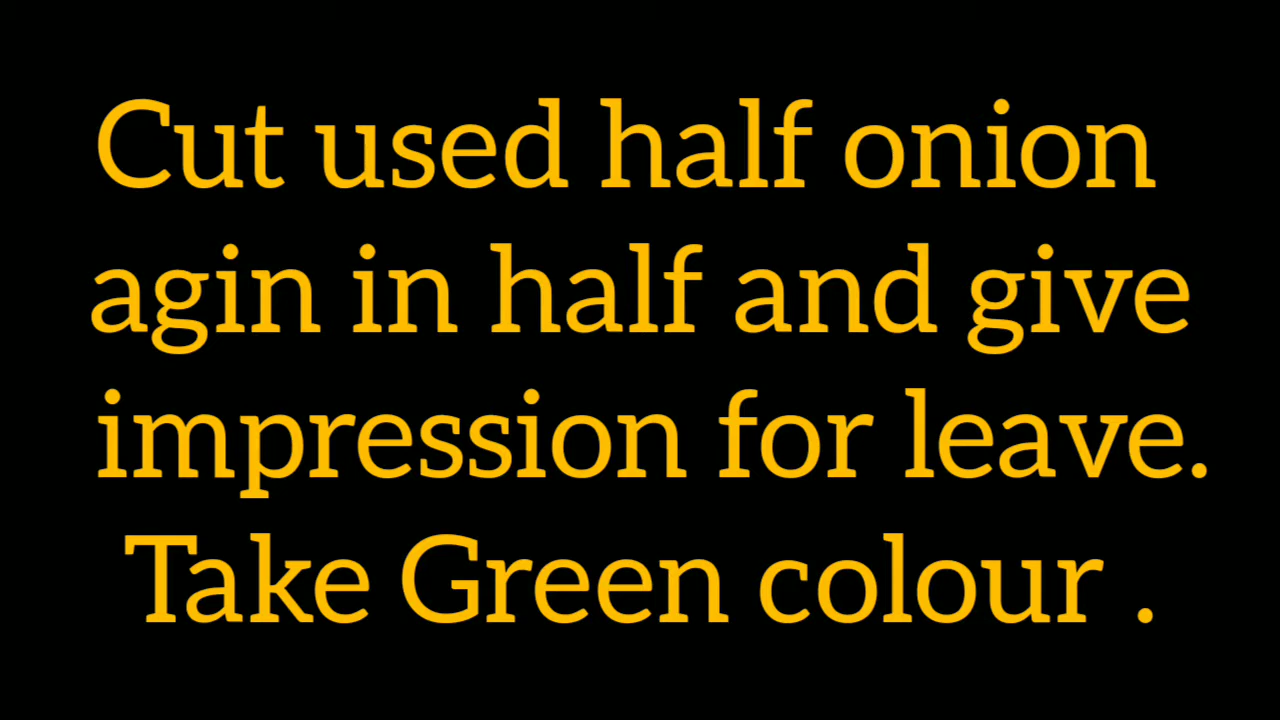 Cut used half onion
agin in half and give
impression for leave.
Take Green colour .